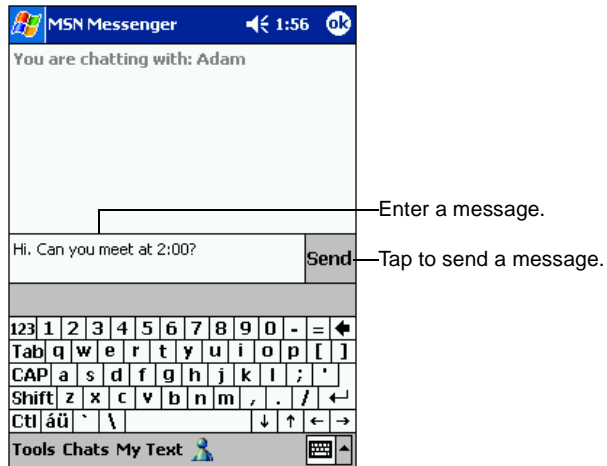 MSN Messenger 1:56 ok
You are chatting with: Adam
Enter a message.
Hi. Can you meet at 2:00?
Send
Tap to send a message.
123 1 2 3 4 5 6 7 8 9 0 - = 🡄
Tab q w e r t y u i o p [ ]
CAP a s d f g h j k l ; '
Shift z x c v b n m , . / ↵
Ctl áü ` \ ↓ ↑ ← →
Tools Chats My Text